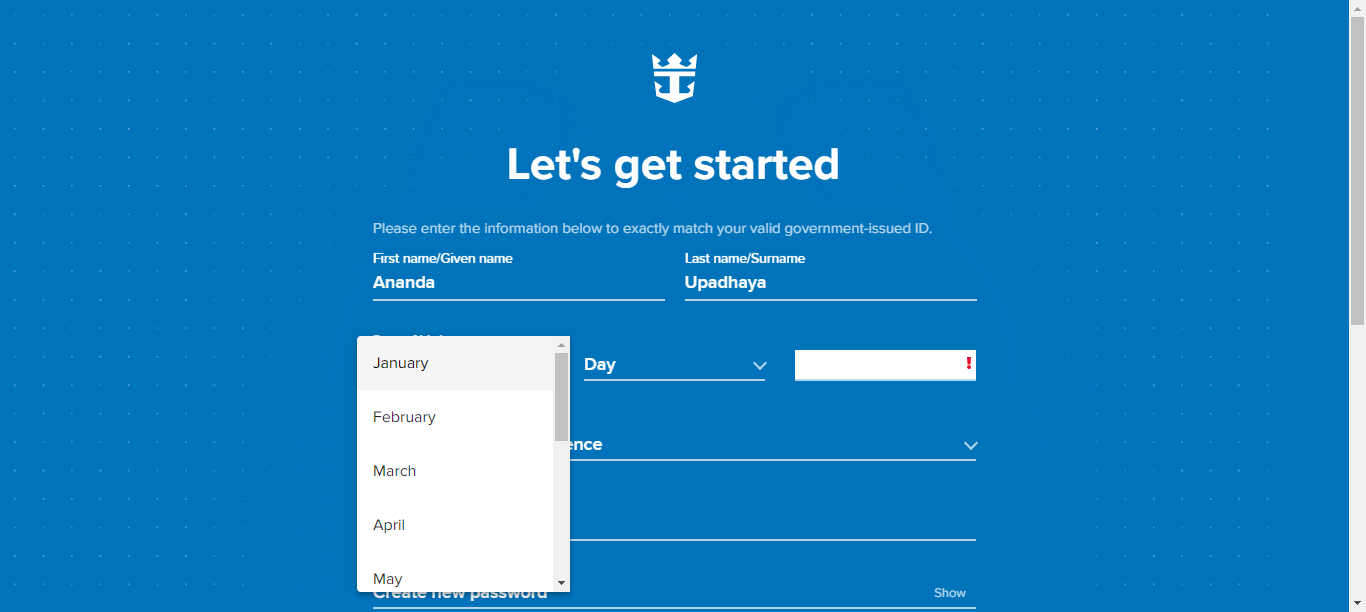 Let's get started
Please enter the information below to exactly match your valid government-issued ID.
First name/Given name
Last name/Surname
Ananda
Upadhaya
January
Day
!
February
ence
March
April
May
Create new password
Show